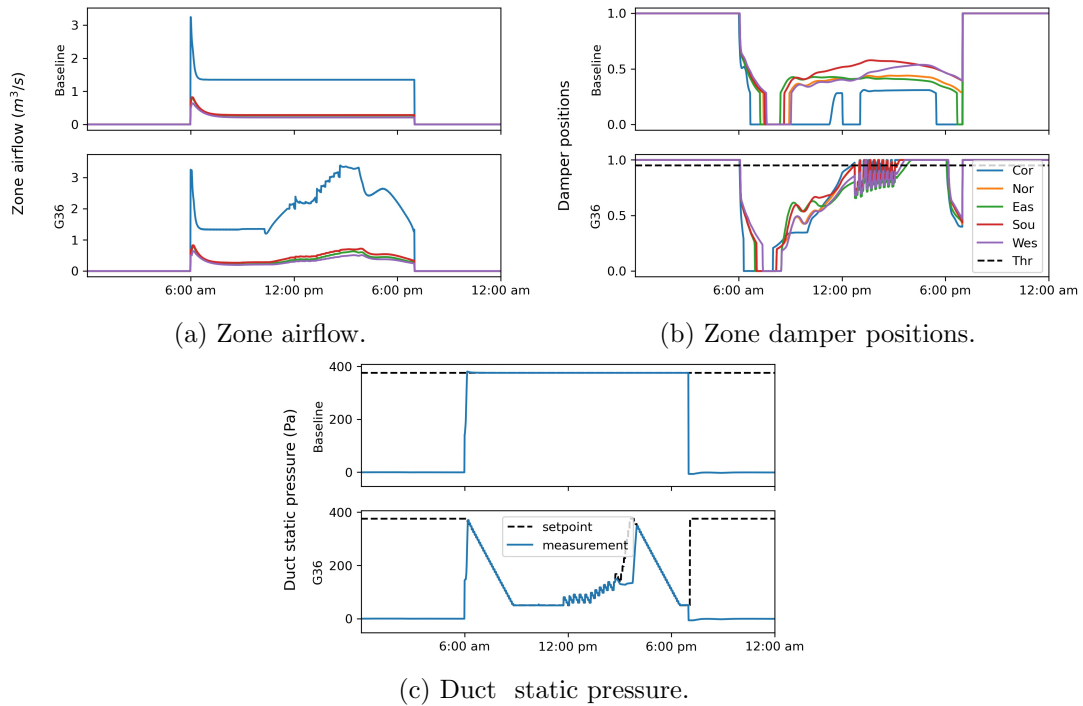 Zone airflow (m³/s)
Baseline
3
2
1
0
G36
3
2
1
0
6:00 am 12:00 pm 6:00 pm 12:00 am
(a) Zone airflow.
Damper positions
Baseline
1.0
0.5
0.0
G36
1.0
0.5
0.0
Cor
Nor
Eas
Sou
Wes
Thr
6:00 am 12:00 pm 6:00 pm 12:00 am
(b) Zone damper positions.
Duct static pressure (Pa)
Baseline
400
200
0
G36
400
200
0
setpoint
measurement
6:00 am 12:00 pm 6:00 pm 12:00 am
(c) Duct static pressure.